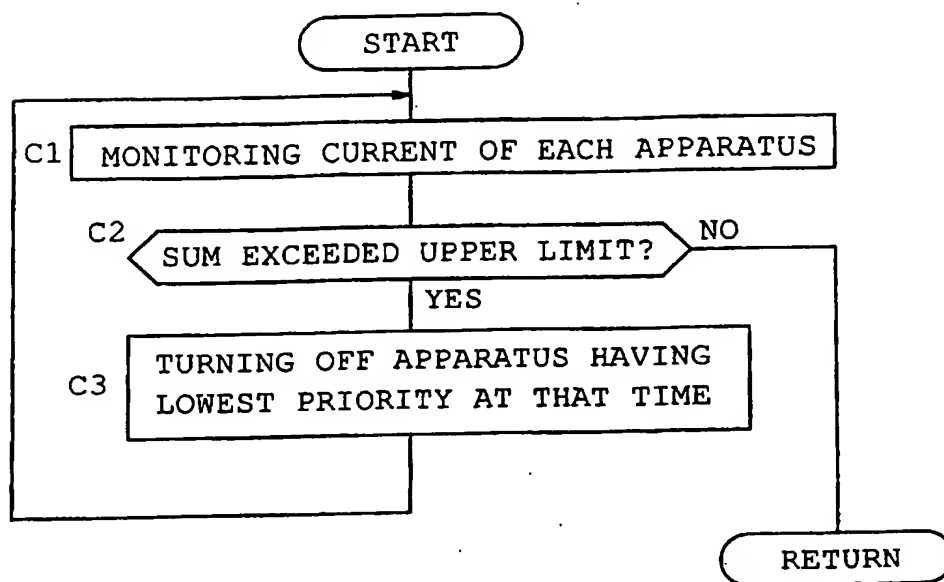 START
C1
MONITORING CURRENT OF EACH APPARATUS
C2
SUM EXCEEDED UPPER LIMIT?
NO
YES
C3
TURNING OFF APPARATUS HAVING
LOWEST PRIORITY AT THAT TIME
RETURN